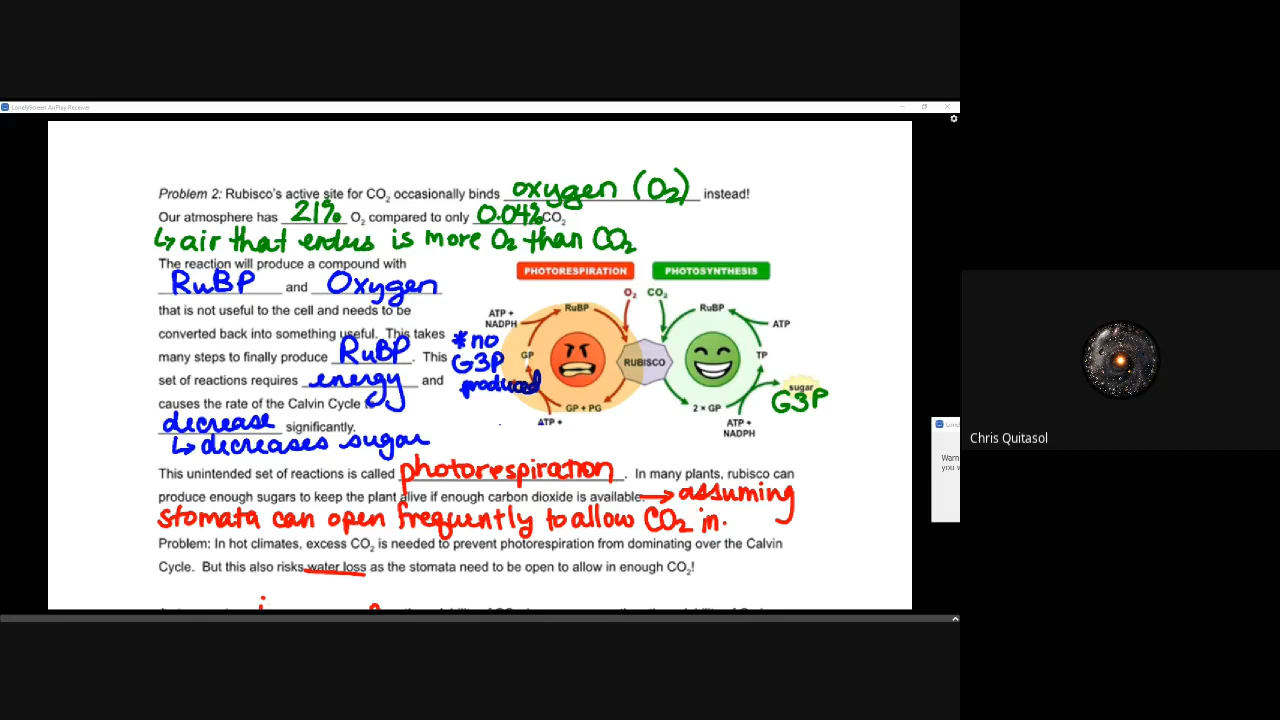 LonelyScreen AirPlay Receiver
Problem 2: Rubisco's active site for CO2 occasionally binds oxygen (O2) instead!
Our atmosphere has 21% O2 compared to only 0.04% CO2
↳ air that enters is more O2 than CO2
The reaction will produce a compound with
RuBP and Oxygen
that is not useful to the cell and needs to be
converted back into something useful. This takes
many steps to finally produce RuBP. This
set of reactions requires energy and
causes the rate of the Calvin Cycle to
decrease significantly.
↳ decreases sugar
*no
G3P
produced
PHOTORESPIRATION
PHOTOSYNTHESIS
O2 CO2
RuBP
RuBP
ATP +
NADPH
ATP
GP
RUBISCO
TP
GP + PG
2 × GP
sugar
G3P
ATP +
ATP +
NADPH
This unintended set of reactions is called photorespiration. In many plants, rubisco can
produce enough sugars to keep the plant alive if enough carbon dioxide is available. → assuming
stomata can open frequently to allow CO2 in.
Problem: In hot climates, excess CO2 is needed to prevent photorespiration from dominating over the Calvin
Cycle. But this also risks water loss as the stomata need to be open to allow in enough CO2!
Chris Quitasol